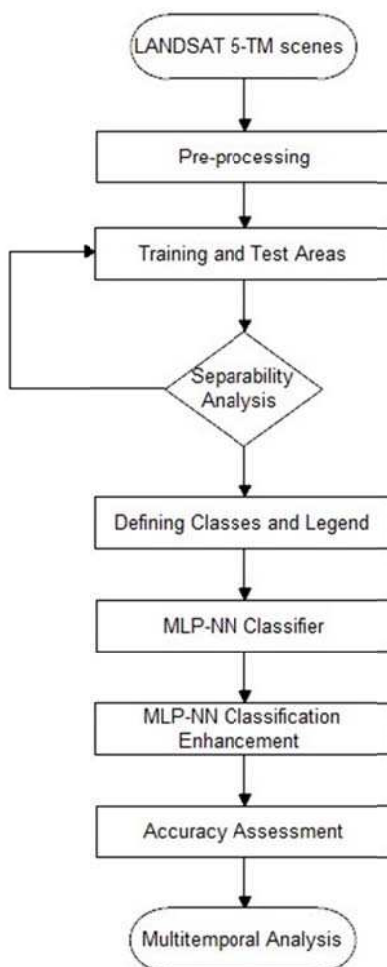 LANDSAT 5-TM scenes
Pre-processing
Training and Test Areas
Separability
Analysis
Defining Classes and Legend
MLP-NN Classifier
MLP-NN Classification
Enhancement
Accuracy Assessment
Multitemporal Analysis